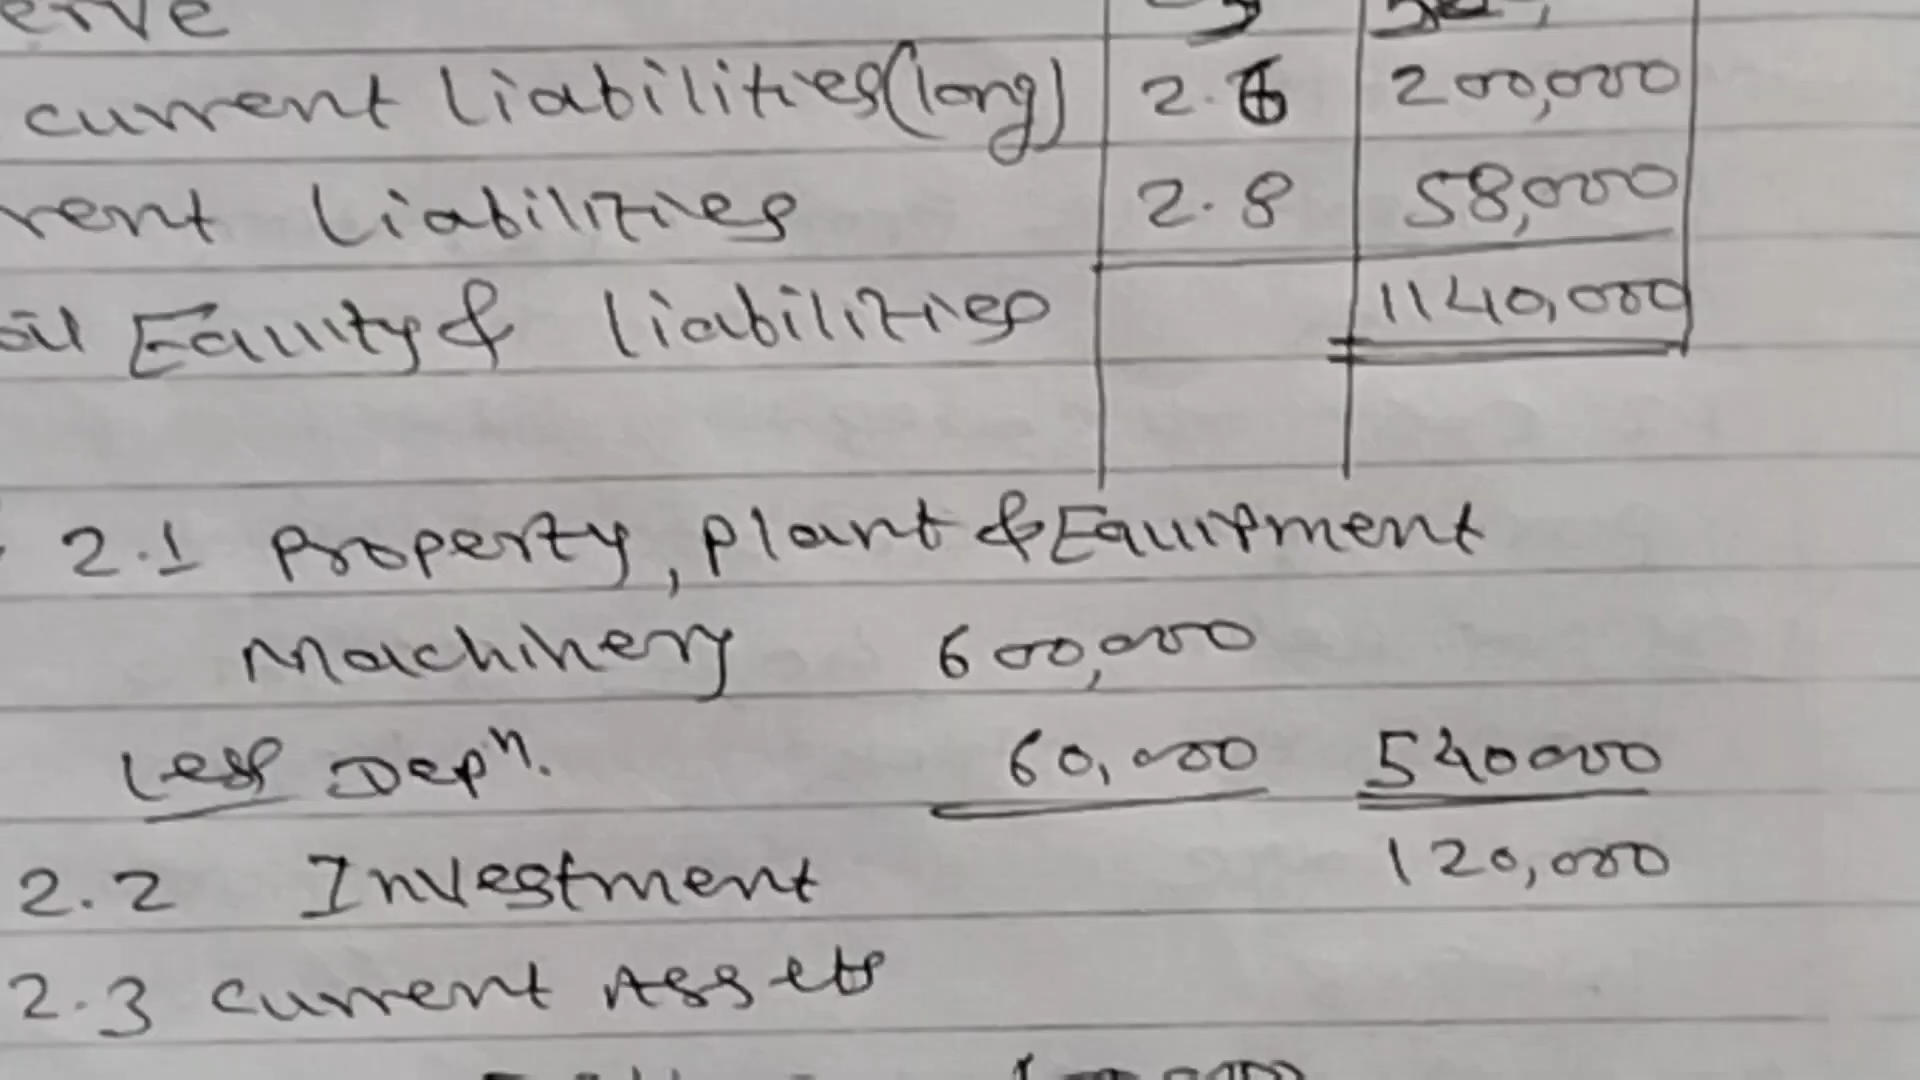 erve
current Liabilities (long) 2.6 200,000
rent Liabilities 2.8 58,000
Equity & liabilities 1140,000
2.1 Property, plant & Equipment
Machinery 600,000
Less Depn. 60,000 540000
2.2 Investment 120,000
2.3 Current Assets